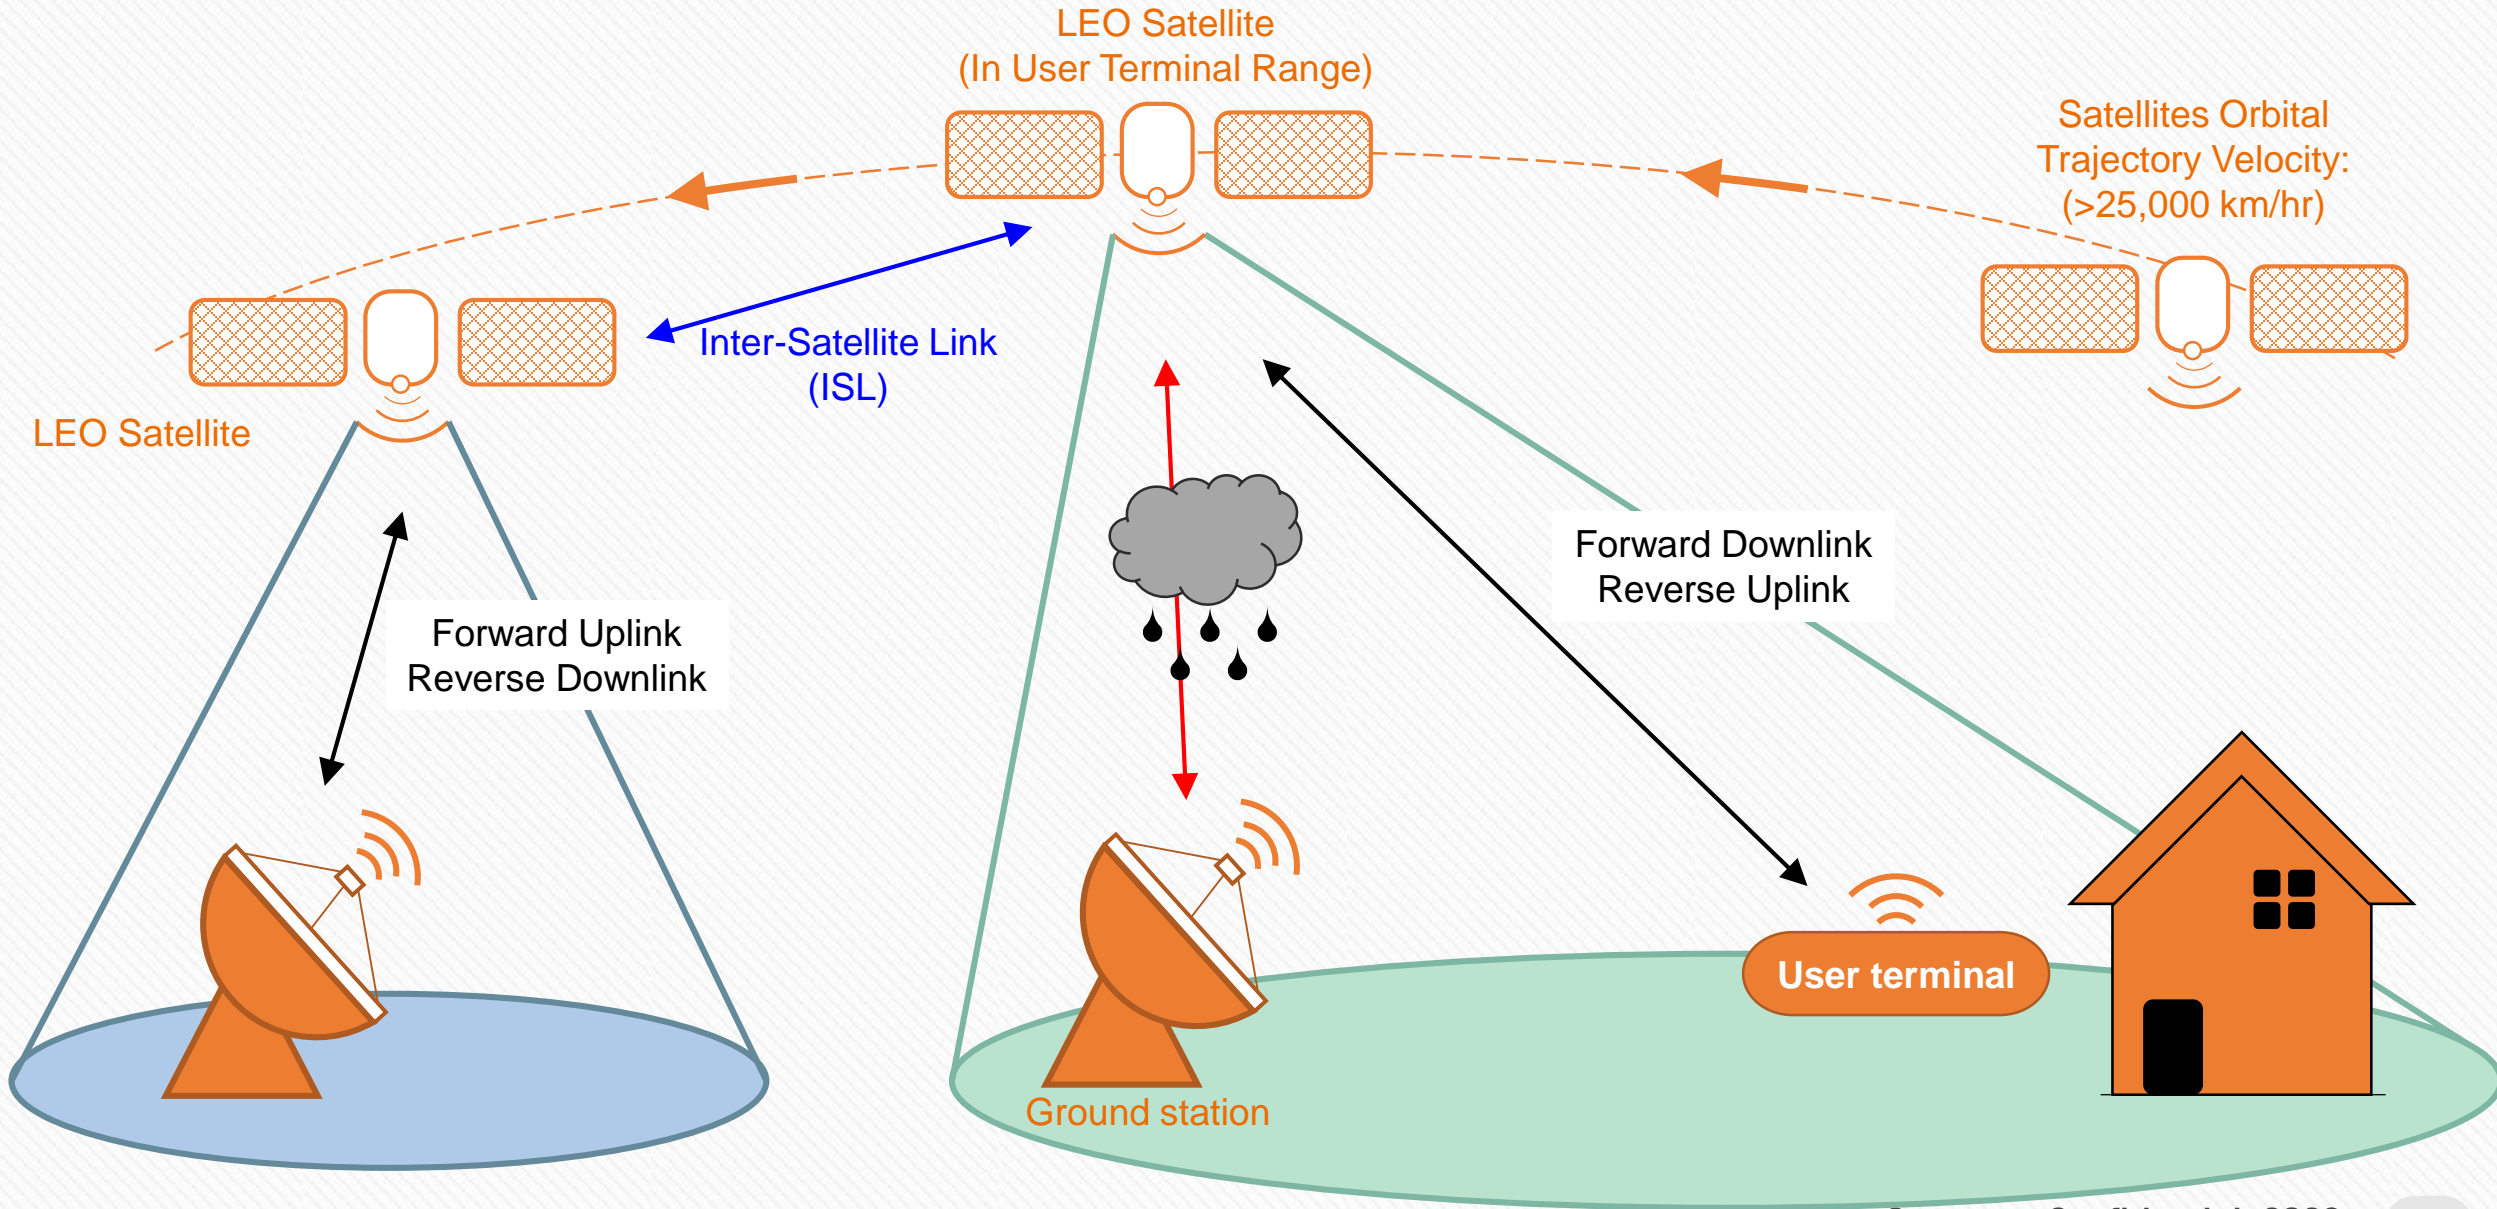 LEO Satellite
(In User Terminal Range)
Satellites Orbital
Trajectory Velocity:
(>25,000 km/hr)
Inter-Satellite Link
(ISL)
LEO Satellite
Forward Downlink
Reverse Uplink
Forward Uplink
Reverse Downlink
User terminal
Ground station